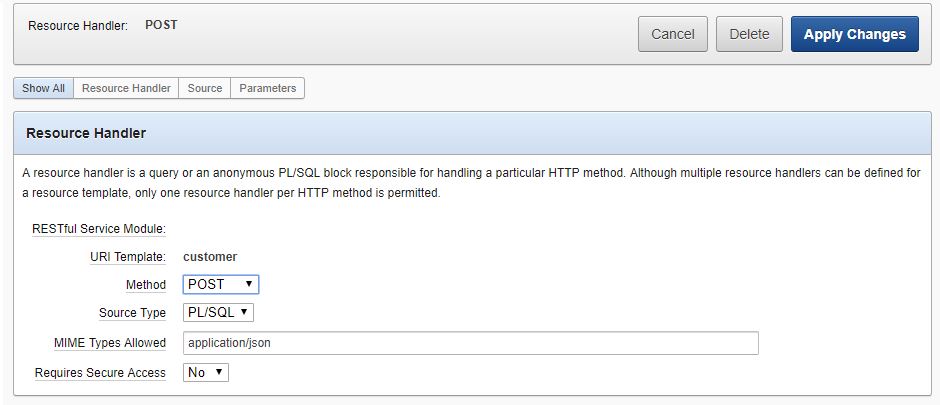 Resource Handler: POST
Cancel Delete Apply Changes
Show All Resource Handler Source Parameters
Resource Handler
A resource handler is a query or an anonymous PL/SQL block responsible for handling a particular HTTP method. Although multiple resource handlers can be defined for
a resource template, only one resource handler per HTTP method is permitted.
RESTful Service Module:
URI Template: customer
Method POST
Source Type PL/SQL
MIME Types Allowed application/json
Requires Secure Access No